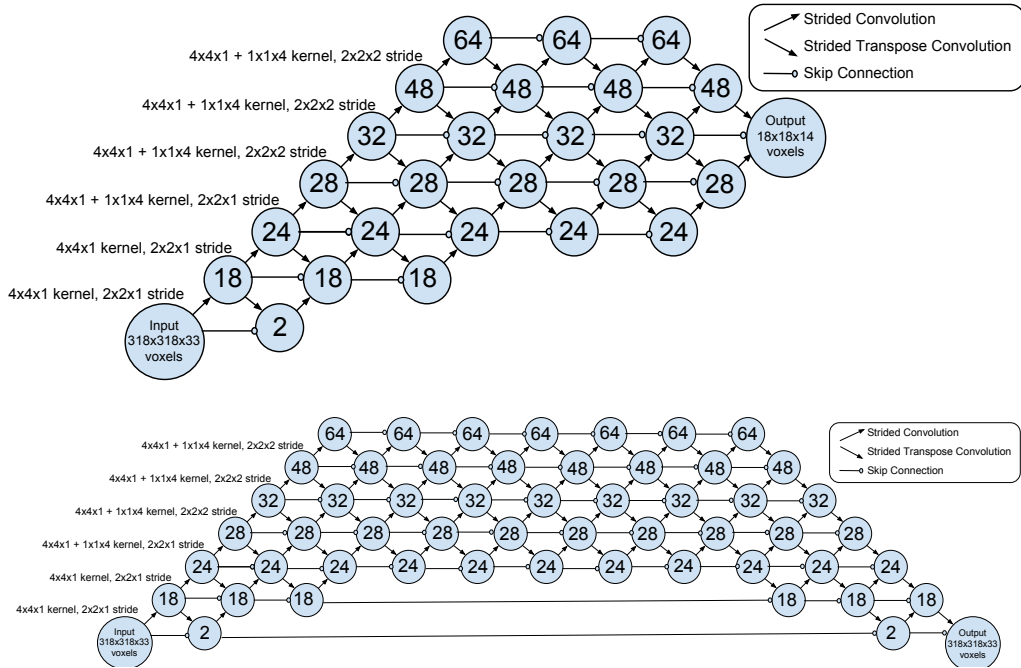 64 64 64
Strided Convolution
Strided Transpose Convolution
Skip Connection
4x4x1 + 1x1x4 kernel, 2x2x2 stride
48 48 48 48
4x4x1 + 1x1x4 kernel, 2x2x2 stride
32 32 32 32
Output
18x18x14
voxels
4x4x1 + 1x1x4 kernel, 2x2x2 stride
28 28 28 28 28
4x4x1 + 1x1x4 kernel, 2x2x1 stride
24 24 24 24 24
4x4x1 kernel, 2x2x1 stride
18 18 18
4x4x1 kernel, 2x2x1 stride
Input
318x318x33
voxels
2
64 64 64 64 64 64 64
Strided Convolution
Strided Transpose Convolution
Skip Connection
4x4x1 + 1x1x4 kernel, 2x2x2 stride
48 48 48 48 48 48 48 48
4x4x1 + 1x1x4 kernel, 2x2x2 stride
32 32 32 32 32 32 32 32 32
4x4x1 + 1x1x4 kernel, 2x2x2 stride
28 28 28 28 28 28 28 28 28 28
4x4x1 + 1x1x4 kernel, 2x2x1 stride
24 24 24 24 24 24 24 24 24 24
4x4x1 kernel, 2x2x1 stride
18 18 18 18 18 18
4x4x1 kernel, 2x2x1 stride
Input
318x318x33
voxels
2 2
Output
318x318x33
voxels